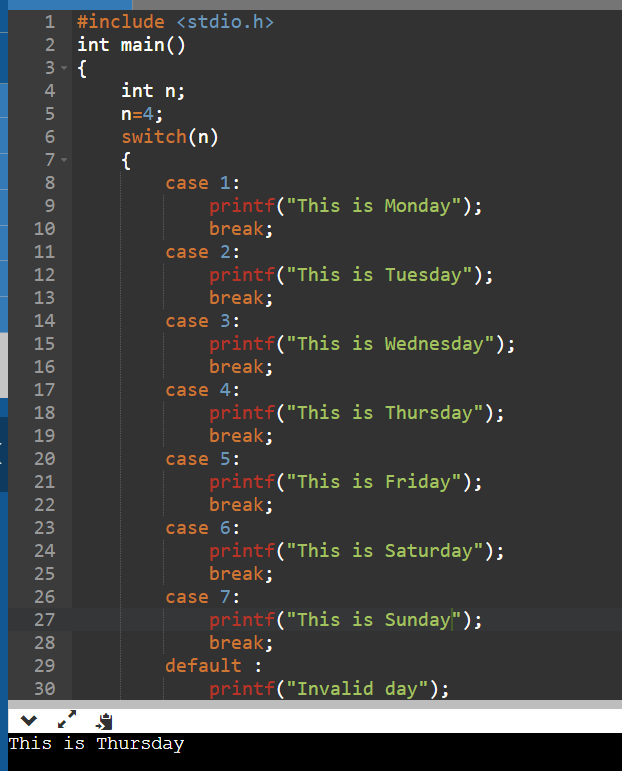 1 #include <stdio.h>
2 int main()
3 {
4     int n;
5     n=4;
6     switch(n)
7     {
8         case 1:
9             printf("This is Monday");
10             break;
11         case 2:
12             printf("This is Tuesday");
13             break;
14         case 3:
15             printf("This is Wednesday");
16             break;
17         case 4:
18             printf("This is Thursday");
19             break;
20         case 5:
21             printf("This is Friday");
22             break;
23         case 6:
24             printf("This is Saturday");
25             break;
26         case 7:
27             printf("This is Sunday");
28             break;
29         default :
30             printf("Invalid day");
This is Thursday